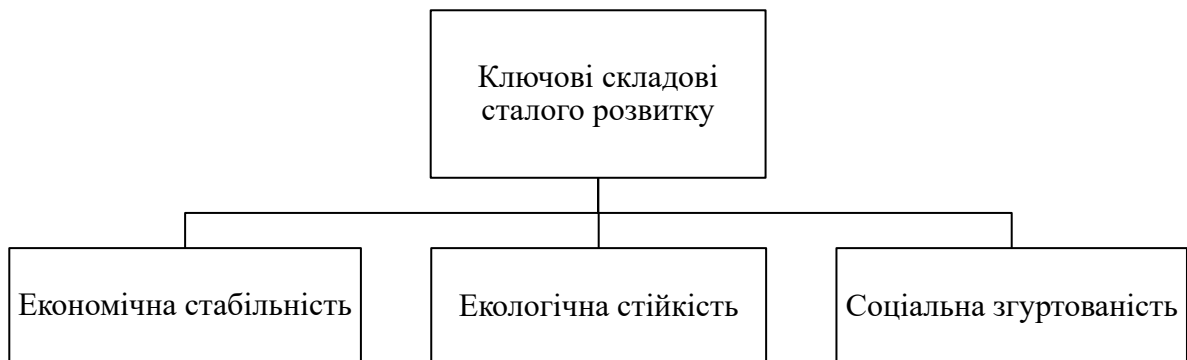 Ключові складові
сталого розвитку
Економічна стабільність
Екологічна стійкість
Соціальна згуртованість